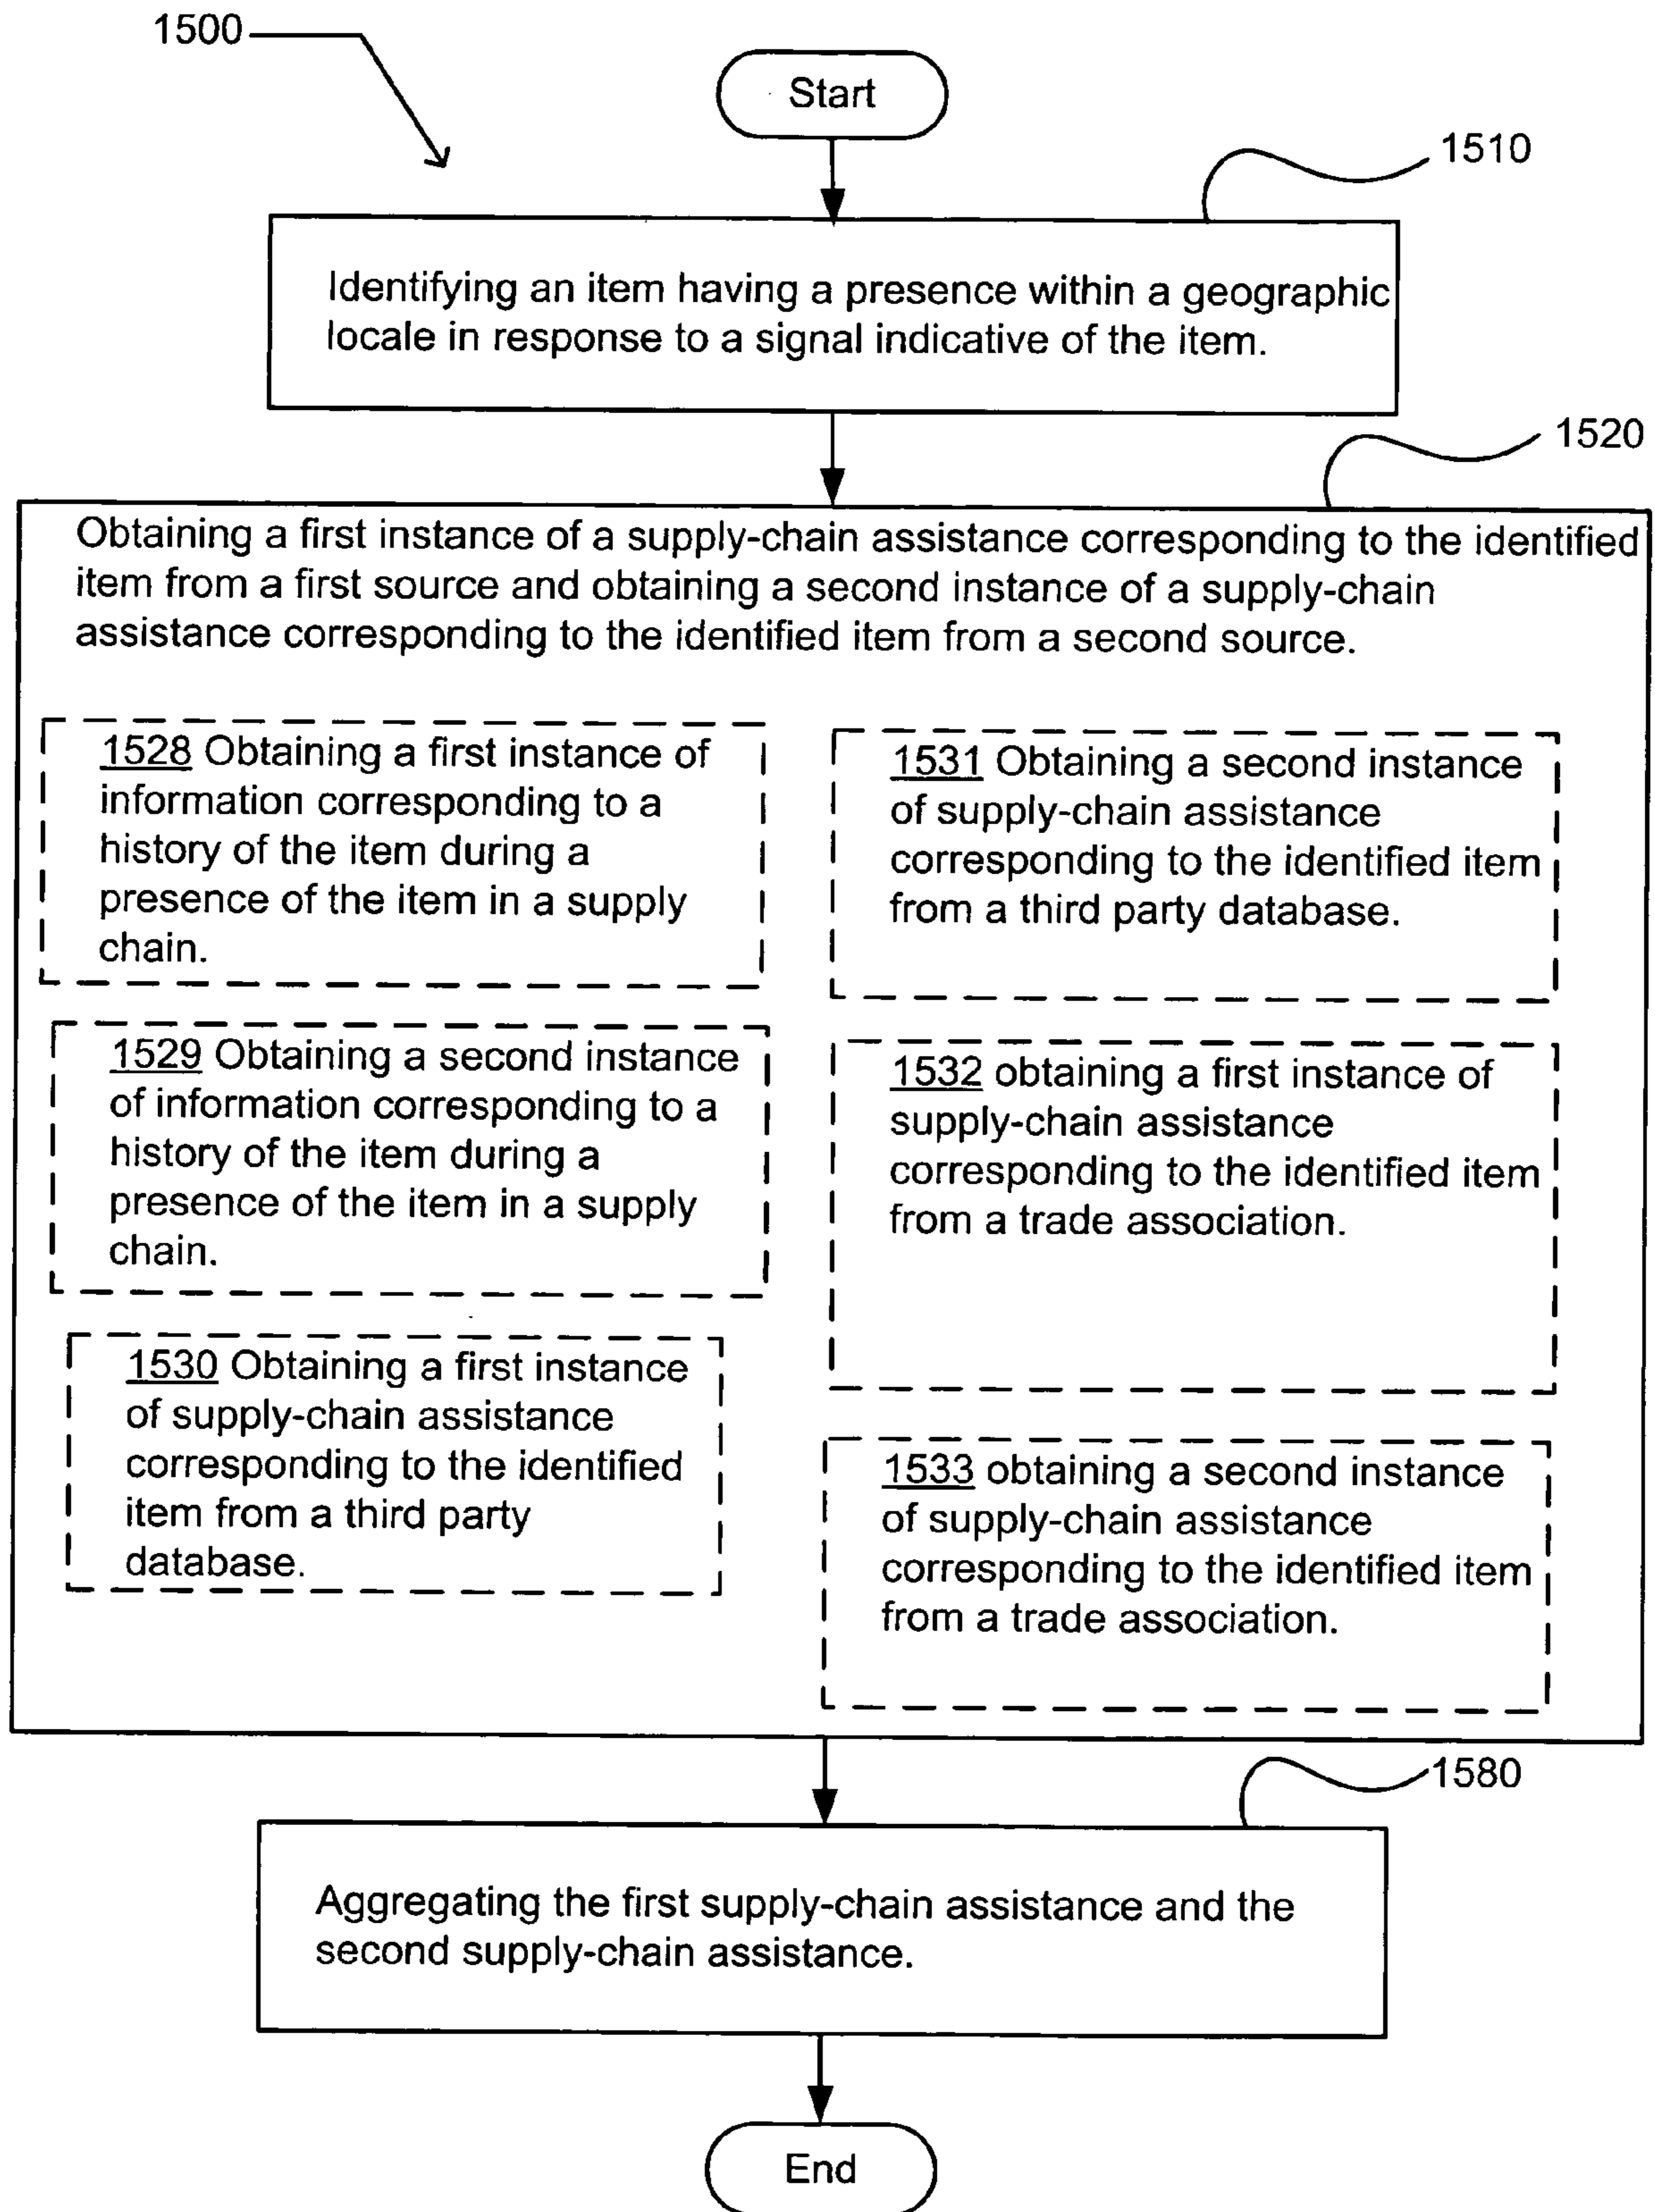 1500
Start
1510
Identifying an item having a presence within a geographic
locale in response to a signal indicative of the item.
1520
Obtaining a first instance of a supply-chain assistance corresponding to the identified
item from a first source and obtaining a second instance of a supply-chain
assistance corresponding to the identified item from a second source.
1528 Obtaining a first instance of
information corresponding to a
history of the item during a
presence of the item in a supply
chain.
1529 Obtaining a second instance
of information corresponding to a
history of the item during a
presence of the item in a supply
chain.
1530 Obtaining a first instance
of supply-chain assistance
corresponding to the identified
item from a third party
database.
1531 Obtaining a second instance
of supply-chain assistance
corresponding to the identified item
from a third party database.
1532 obtaining a first instance of
supply-chain assistance
corresponding to the identified item
from a trade association.
1533 obtaining a second instance
of supply-chain assistance
corresponding to the identified item
from a trade association.
1580
Aggregating the first supply-chain assistance and the
second supply-chain assistance.
End